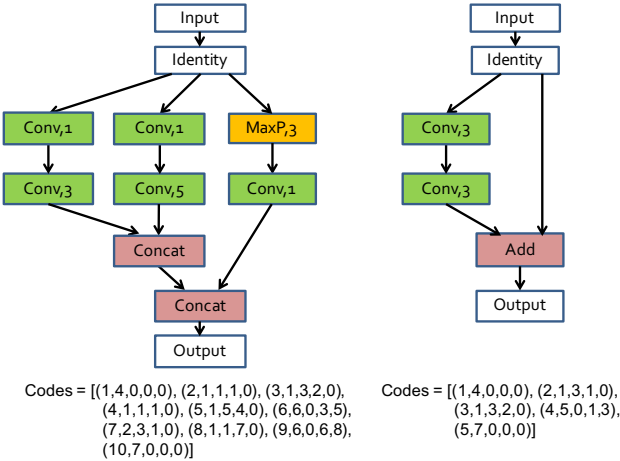 Input
Identity
Conv,1
Conv,1
MaxP,3
Conv,3
Conv,5
Conv,1
Concat
Concat
Output
Codes = [(1,4,0,0,0), (2,1,1,1,0), (3,1,3,2,0),
(4,1,1,1,0), (5,1,5,4,0), (6,6,0,3,5),
(7,2,3,1,0), (8,1,1,7,0), (9,6,0,6,8),
(10,7,0,0,0)]
Input
Identity
Conv,3
Conv,3
Add
Output
Codes = [(1,4,0,0,0), (2,1,3,1,0),
(3,1,3,2,0), (4,5,0,1,3),
(5,7,0,0,0)]